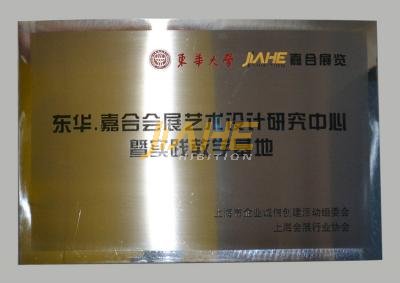 東華大學 JIAHE 嘉合展览
东华.嘉合会展艺术设计研究中心
JIAHE
EXHIBITION
暨实践教学基地
上海市企业诚信创建活动组委会
上海会展行业协会